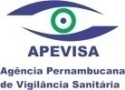 APEVISA
Agência Pernambucana
de Vigilância Sanitária